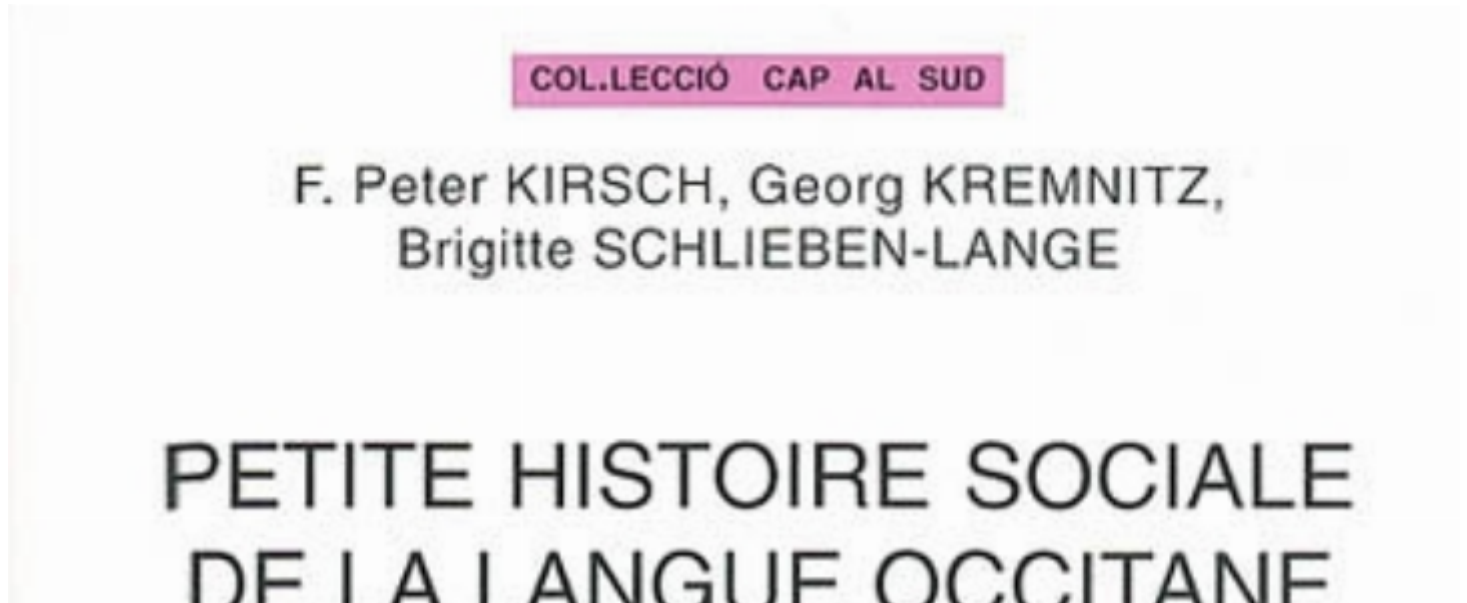 COL.LECCIÓ CAP AL SUD
F. Peter KIRSCH, Georg KREMNITZ,
Brigitte SCHLIEBEN-LANGE
PETITE HISTOIRE SOCIALE
DE LA LANGUE OCCITANE